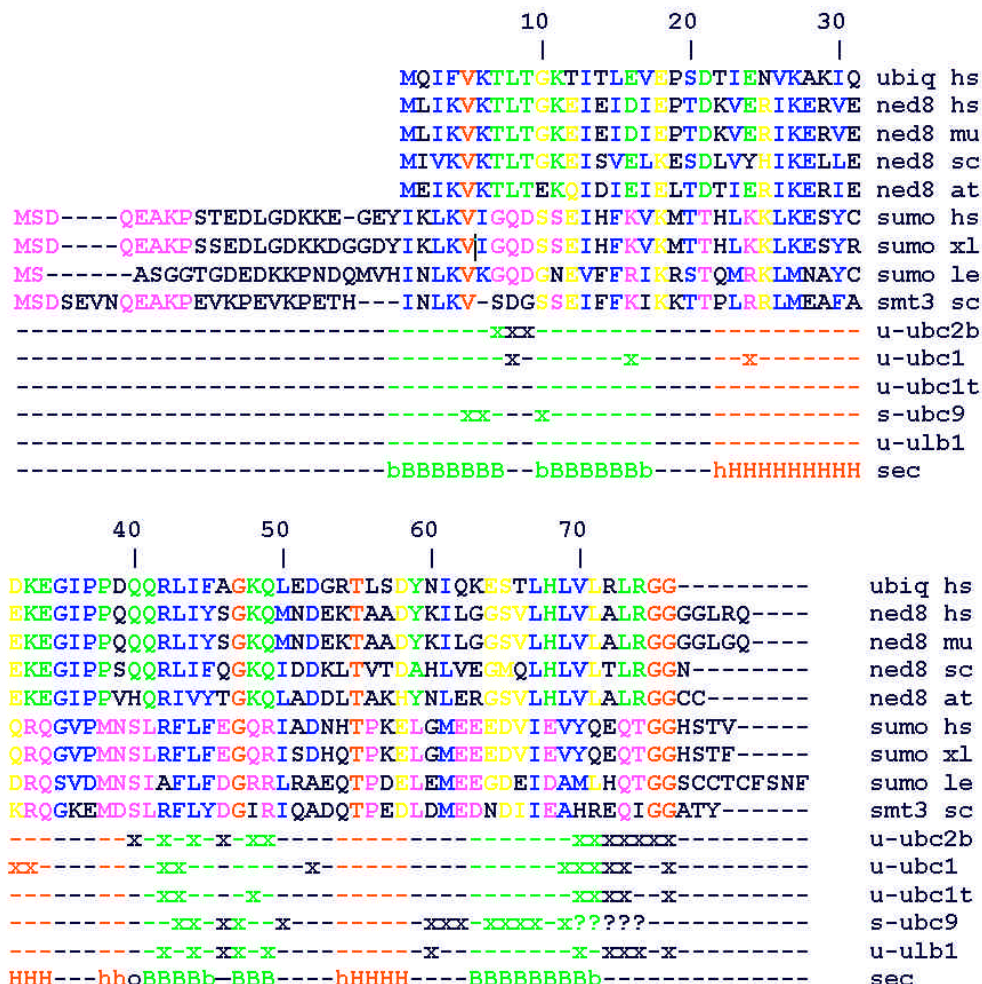 10 20 30
| | |
MQIFVKTLTGKTITLEVEPSDTIENVKAKIQ ubiq hs
MLIKVKTLTGKEIEIDIEPTDKVERIKERVE ned8 hs
MLIKVKTLTGKEIEIDIEPTDKVERIKERVE ned8 mu
MIVKVKTLTGKEISVELKESDLVYHIKELLE ned8 sc
MEIKVKTLTEKQIDIEIELTDTIERIKERIE ned8 at
MSD----QEAKPSTEDLGDKKE-GEYIKLKVIGQDSSEIHFKVKMTTHLKKLKESYC sumo hs
MSD----QEAKPSSEDLGDKKDGGDYIKLKVIGQDSSEIHFKVKMTTHLKKLKESYR sumo xl
MS------ASGGTGDEDKKPNDQMVHINLKVKGQDGNEVFFRIKRSTQMRKLMNAYC sumo le
MSDSEVNQEAKPEVKPEVKPETH---INLKV-SDGSSEIFFKIKKTTPLRRLMEAFA smt3 sc
--------------------------------xxx---------------------- u-ubc2b
---------------------------------x-------x-------x------- u-ubc1
--------------------------------------------------------- u-ubc1t
------------------------------xx---x--------------------- s-ubc9
--------------------------------------------------------- u-ulb1
-------------------------bBBBBBBB--bBBBBBBb----hHHHHHHHHH sec
40 50 60 70
| | | |
DKEGIPPDQQRLIFAGKQLEDGRTLSDYNIQKESTLHLVLRLRGG--------- ubiq hs
EKEGIPPQQQRLIYSGKQMNDEKTAADYKILGGSVLHLVLALRGGGGLRQ---- ned8 hs
EKEGIPPQQQRLIYSGKQMNDEKTAADYKILGGSVLHLVLALRGGGGLGQ---- ned8 mu
EKEGIPPSQQRLIFQGKQIDDKLTVTDAHLVEGMQLHLVLTLRGGN-------- ned8 sc
EKEGIPPVHQRIVYTGKQLADDLTAKHYNLERGSVLHLVLALRGGCC------- ned8 at
QRQGVPMNSLRFLFEGQRIADNHTPKELGMEEEDVIEVYQEQTGGHSTV----- sumo hs
QRQGVPMNSLRFLFEGQRISDHQTPKELGMEEEDVIEVYQEQTGGHSTF----- sumo xl
DRQSVDMNSIAFLFDGRRLRAEQTPDELEMEEGDEIDAMLHQTGGSCCTCFSNF sumo le
KRQGKEMDSLRFLYDGIRIQADQTPEDLDMEDNDIIEAHREQIGGATY------ smt3 sc
--------x-x-x-x-xx--------------------xxxxxxx--------- u-ubc2b
xx--------xx--------x----------------xxxxx--x--------- u-ubc1
----------xx----x---------------------xxxx--x--------- u-ubc1t
-----------xx-xx--x---------xxx-xxxx-x?????----------- s-ubc9
----------x-x-xx-x----------x---------x-xxx-x--------- u-ulb1
HHH---hhoBBBBb-BBB----hHHHH----BBBBBBBBb-------------- sec